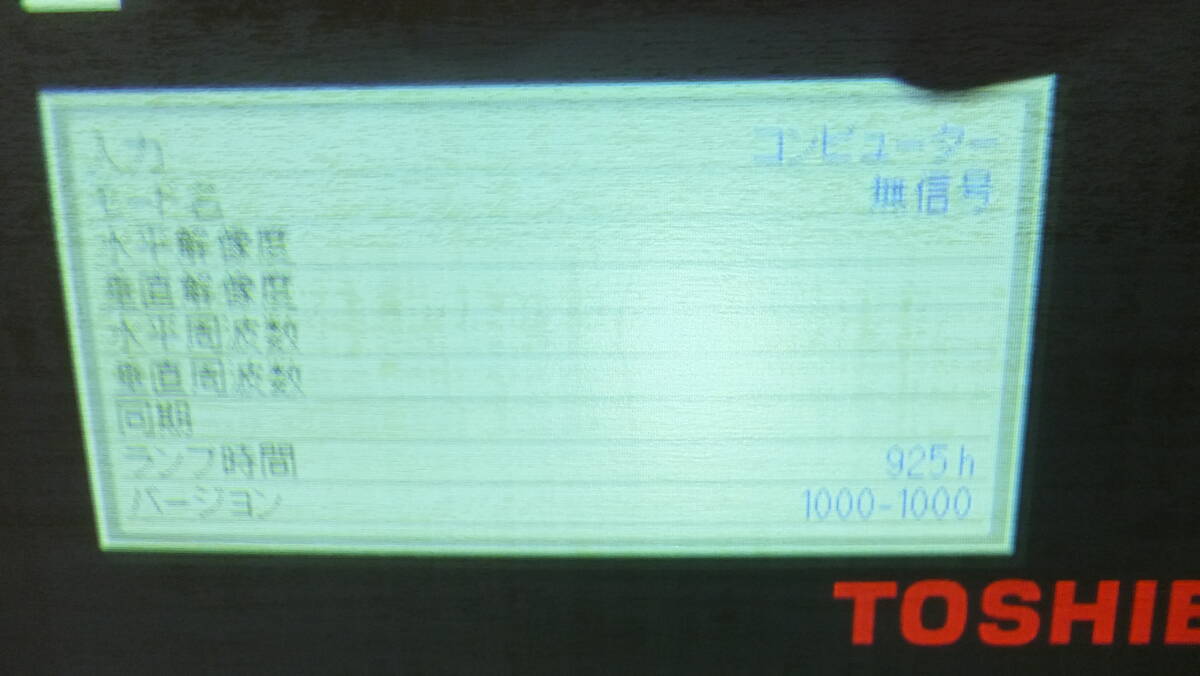 入力 コンピューター
モード名 無信号
水平解像度
垂直解像度
水平周波数
垂直周波数
同期
ランプ時間 925h
バージョン 1000-1000
TOSHIB